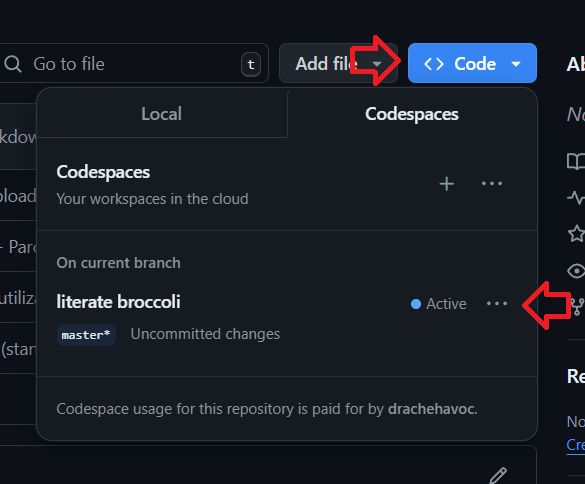 Go to file
t
Add file
<> Code
Ab
Local
Codespaces
No
kdow
Codespaces
Your workspaces in the cloud
pload
- Parc
On current branch
literate broccoli
Active
utiliza
master*
Uncommitted changes
(stan
Re
Codespace usage for this repository is paid for by drachehavoc.
No
Cre